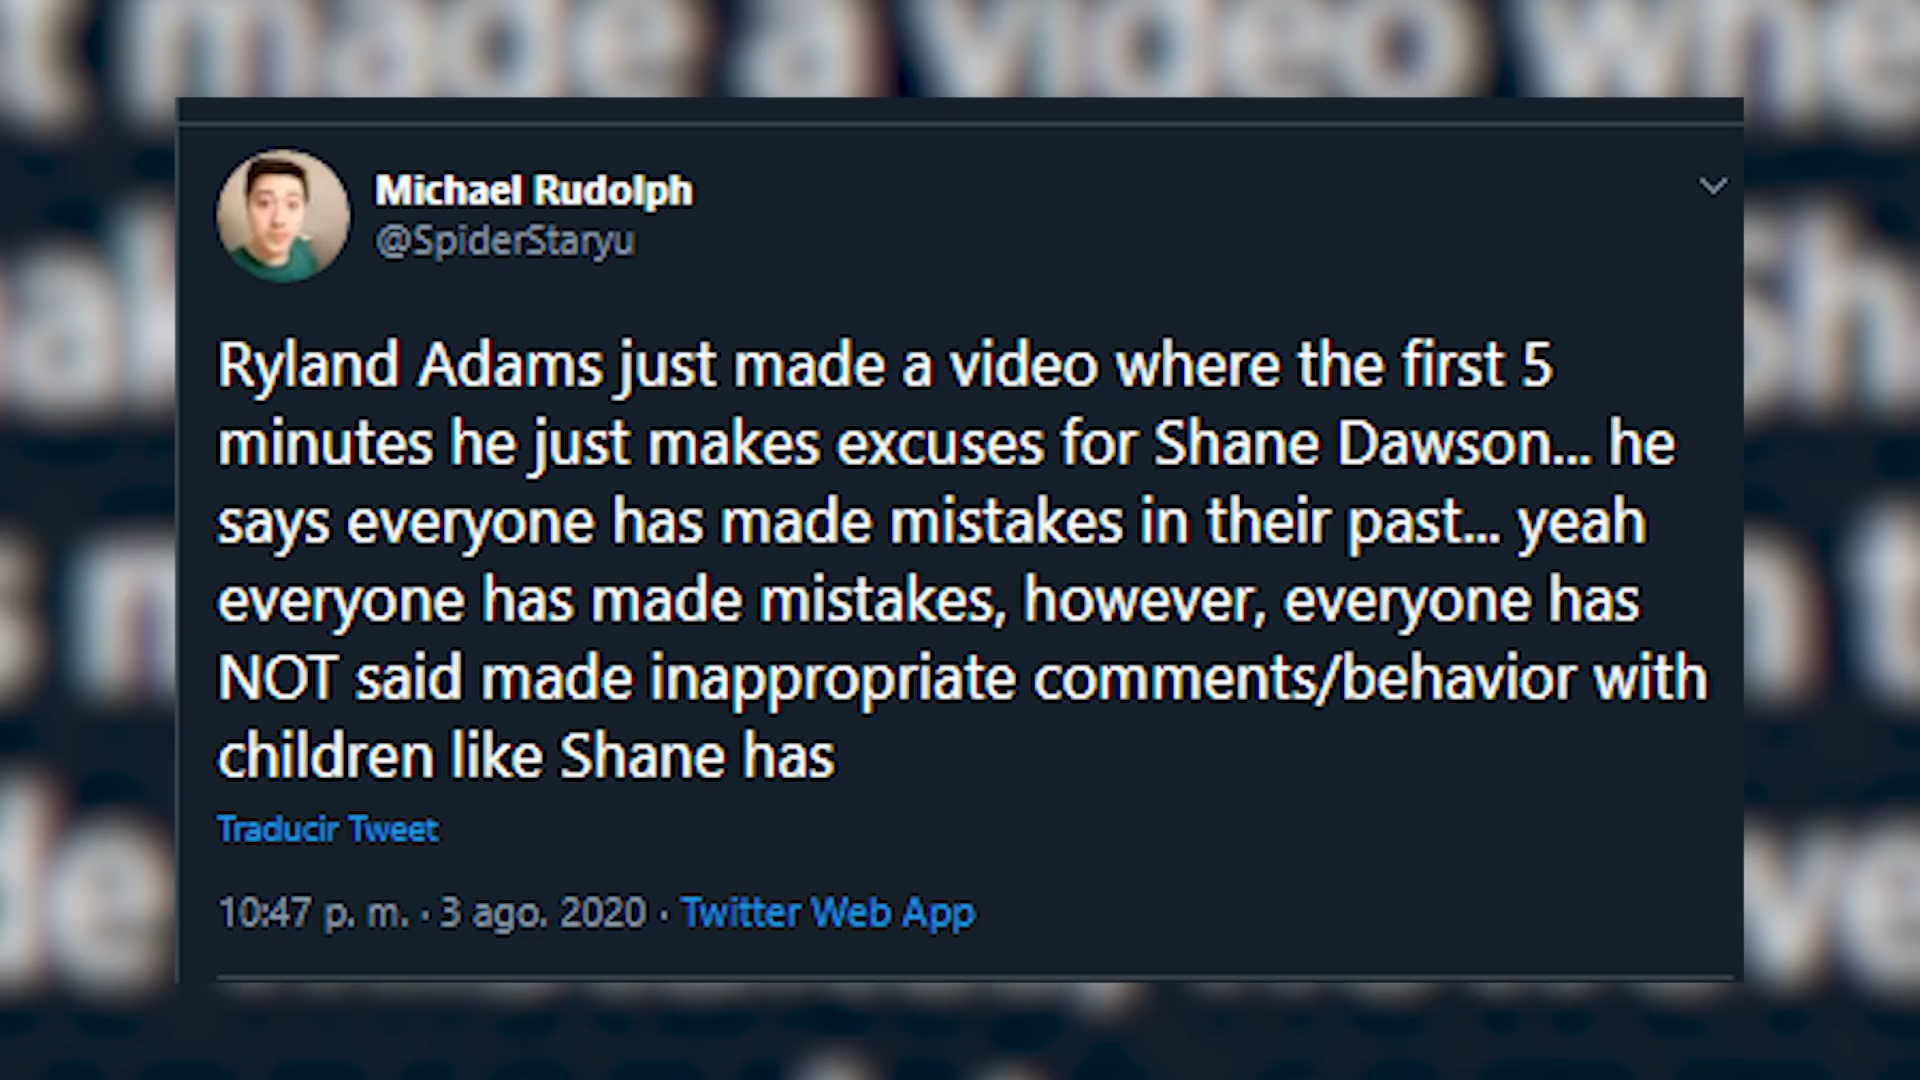 Michael Rudolph
@SpiderStaryu
Ryland Adams just made a video where the first 5
minutes he just makes excuses for Shane Dawson... he
says everyone has made mistakes in their past... yeah
everyone has made mistakes, however, everyone has
NOT said made inappropriate comments/behavior with
children like Shane has
Traducir Tweet
10:47 p. m. · 3 ago. 2020 · Twitter Web App